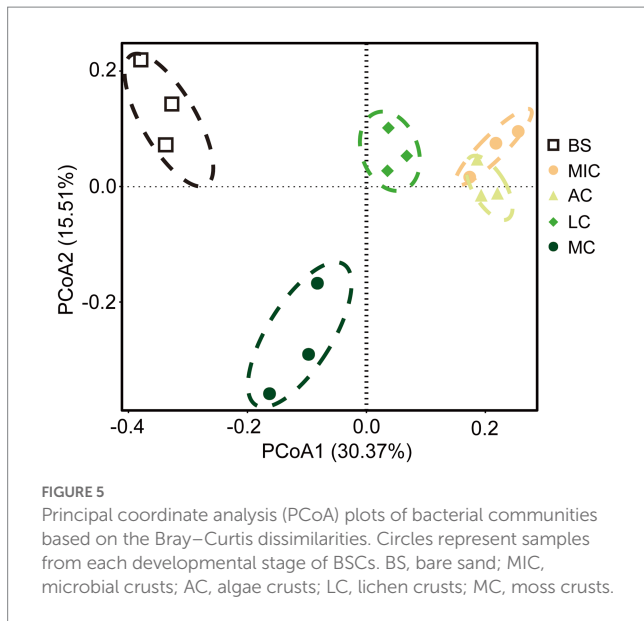 0.2
0.0
-0.2
PCoA2 (15.51%)
-0.4
-0.2
0.0
0.2
PCoA1 (30.37%)
BS
MIC
AC
LC
MC
FIGURE 5
Principal coordinate analysis (PCoA) plots of bacterial communities
based on the Bray–Curtis dissimilarities. Circles represent samples
from each developmental stage of BSCs. BS, bare sand; MIC,
microbial crusts; AC, algae crusts; LC, lichen crusts; MC, moss crusts.